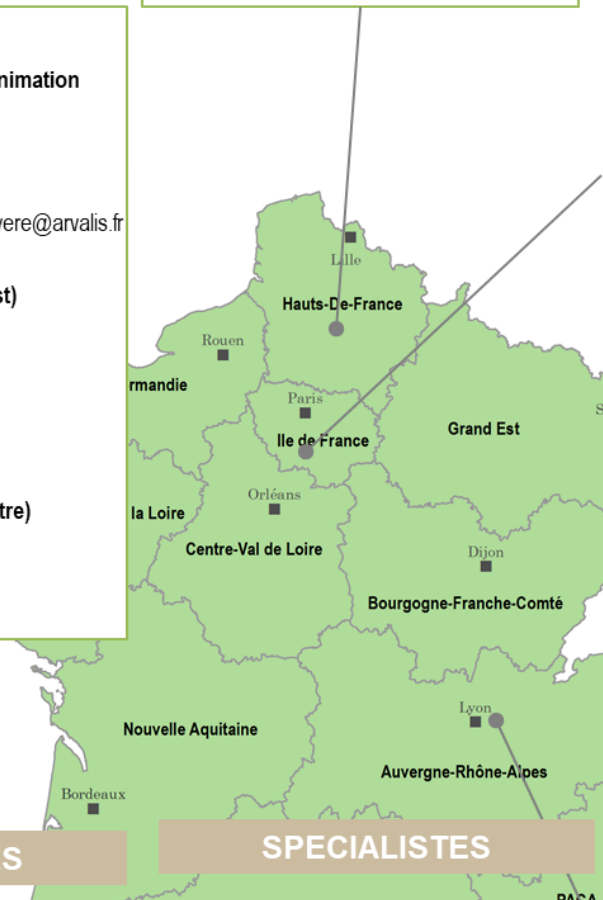 nimation
vere@arvalis.fr
st)
Lille
Hauts-De-France
Rouen
rmandie
Paris
Grand Est
Ile de France
Orléans
la Loire
tre)
Centre-Val de Loire
Dijon
Bourgogne-Franche-Comté
Lyon
Nouvelle Aquitaine
Auvergne-Rhône-Alpes
Bordeaux
SPECIALISTES
S
PACA